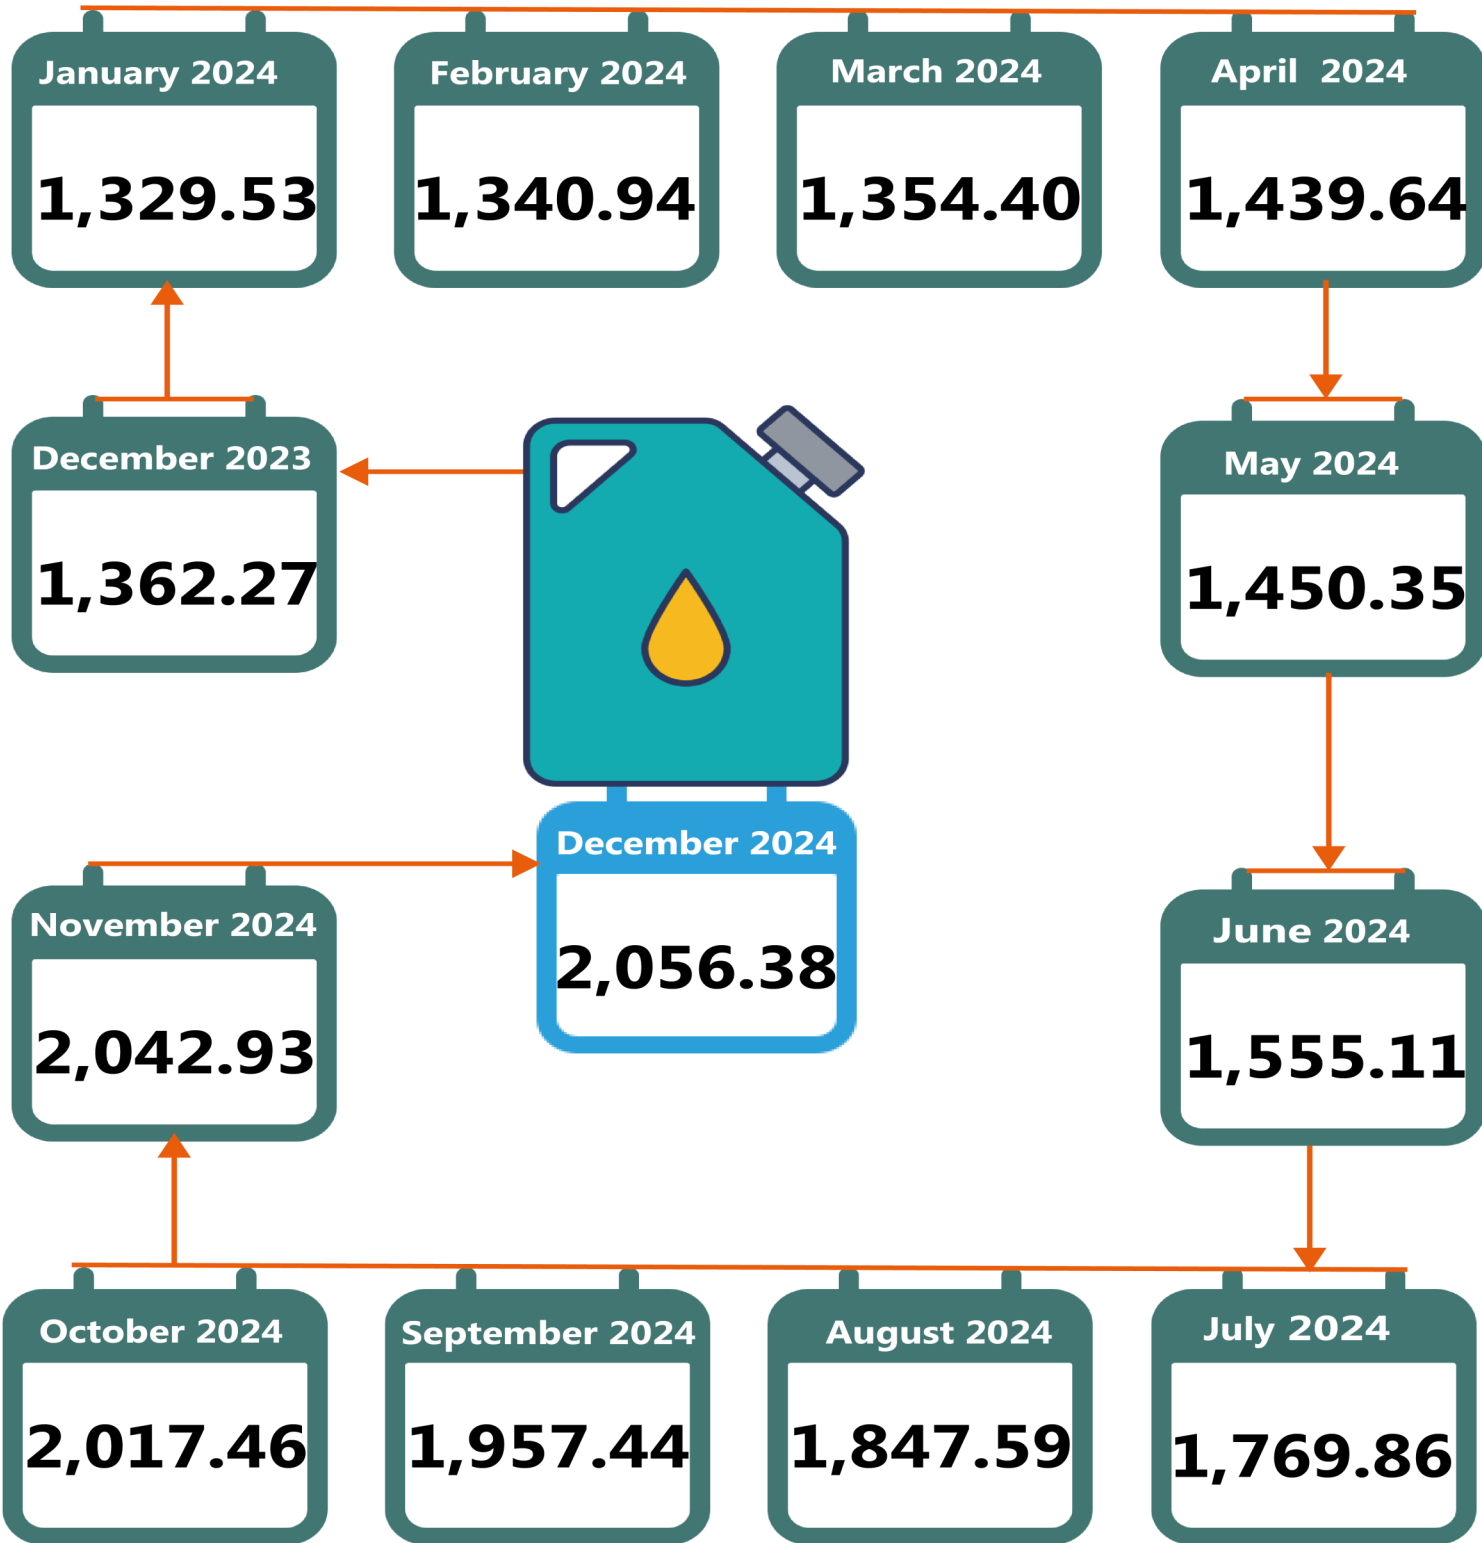 January 2024
1,329.53
February 2024
1,340.94
March 2024
1,354.40
April 2024
1,439.64
December 2023
1,362.27
May 2024
1,450.35
December 2024
2,056.38
November 2024
2,042.93
June 2024
1,555.11
October 2024
2,017.46
September 2024
1,957.44
August 2024
1,847.59
July 2024
1,769.86